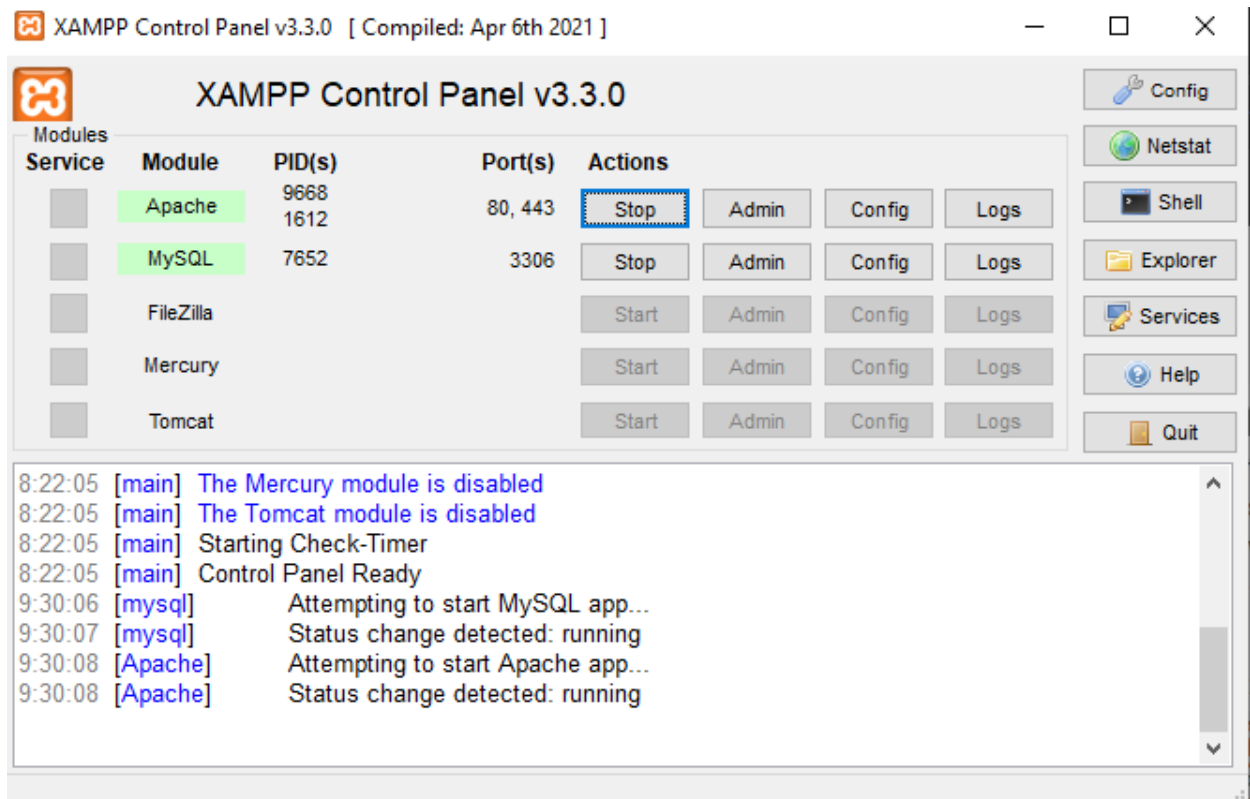 XAMPP Control Panel v3.3.0 [ Compiled: Apr 6th 2021 ]
XAMPP Control Panel v3.3.0
Config
Modules
Service Module PID(s) Port(s) Actions
Netstat
Apache 9668 1612 80, 443 Stop Admin Config Logs
Shell
MySQL 7652 3306 Stop Admin Config Logs
Explorer
FileZilla Start Admin Config Logs
Services
Mercury Start Admin Config Logs
Help
Tomcat Start Admin Config Logs
Quit
8:22:05 [main] The Mercury module is disabled
8:22:05 [main] The Tomcat module is disabled
8:22:05 [main] Starting Check-Timer
8:22:05 [main] Control Panel Ready
9:30:06 [mysql] Attempting to start MySQL app...
9:30:07 [mysql] Status change detected: running
9:30:08 [Apache] Attempting to start Apache app...
9:30:08 [Apache] Status change detected: running